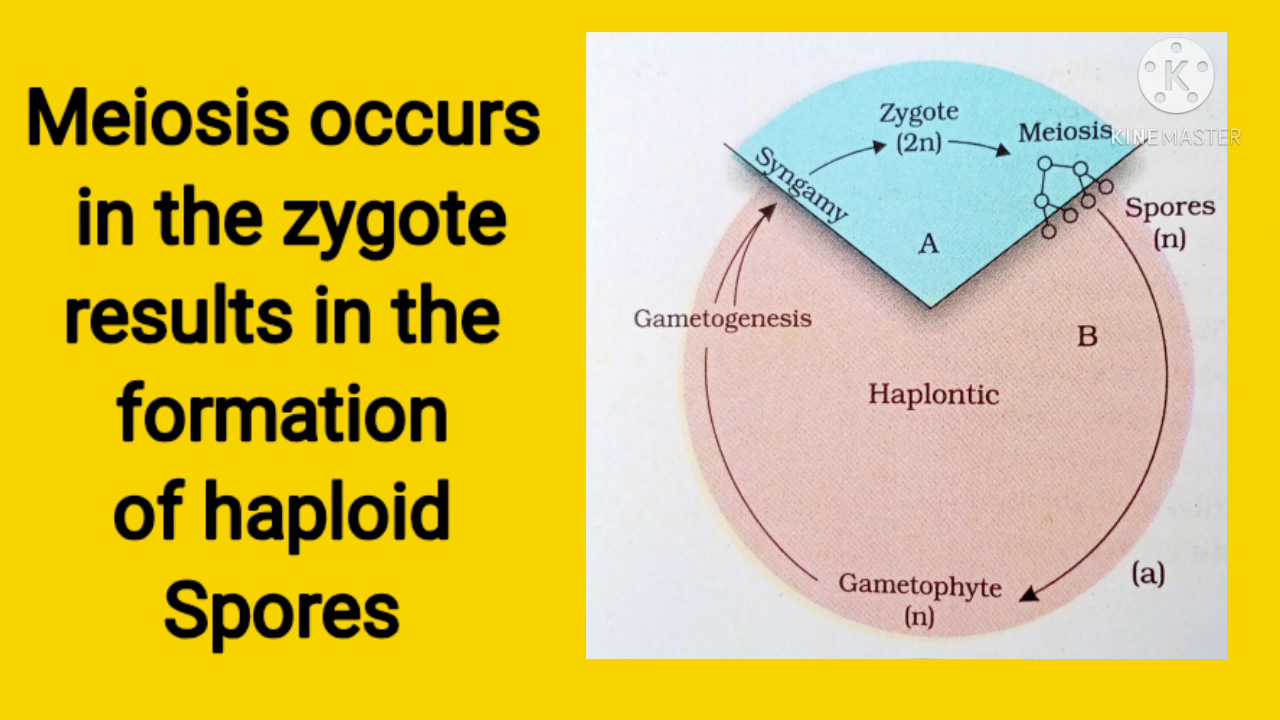 Meiosis occurs
in the zygote
results in the
formation
of haploid
Spores
Zygote
(2n)
Meiosis
Syngamy
Spores
(n)
A
Gametogenesis
B
Haplontic
Gametophyte
(n)
(a)
K
KINEMASTER